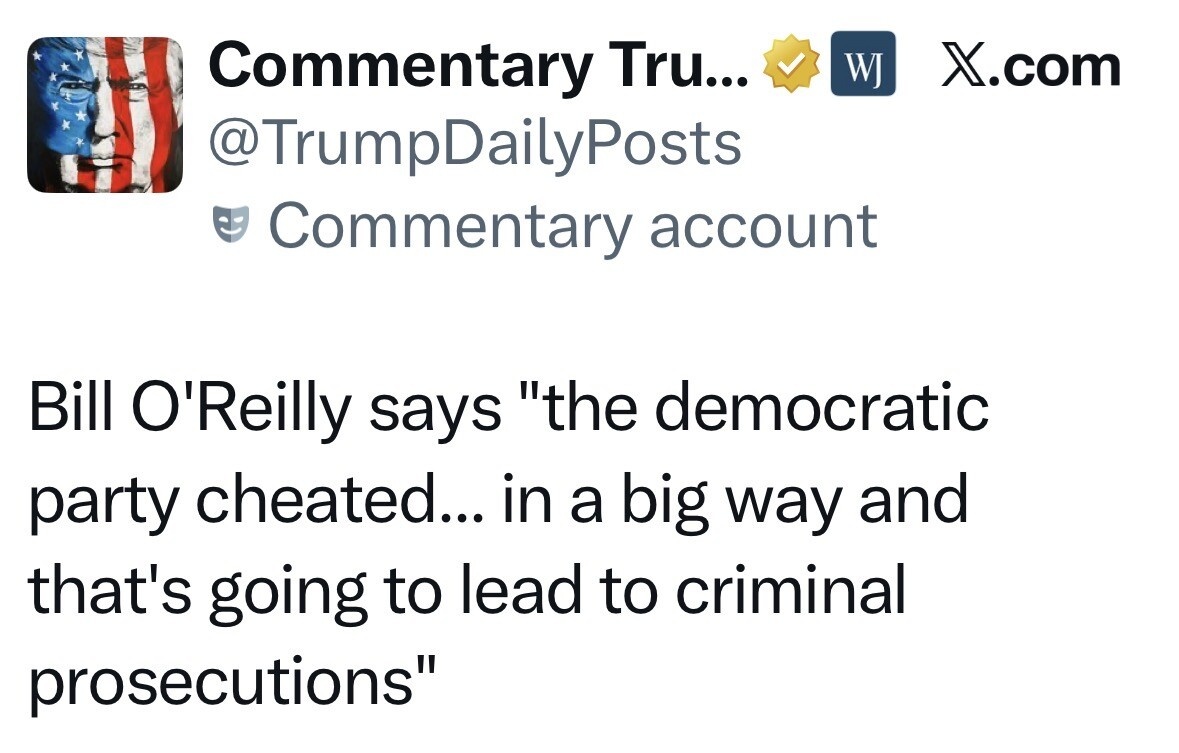 Commentary Tru... WJ X.com
@TrumpDailyPosts
Commentary account
Bill O'Reilly says "the democratic
party cheated... in a big way and
that's going to lead to criminal
prosecutions"